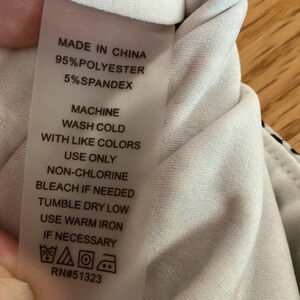 MADE IN CHINA
95%POLYESTER
5%SPANDEX
MACHINE
WASH COLD
WITH LIKE COLORS
USE ONLY
NON-CHLORINE
BLEACH IF NEEDED
TUMBLE DRY LOW
USE WARM IRON
IF NECESSARY
RN#51323